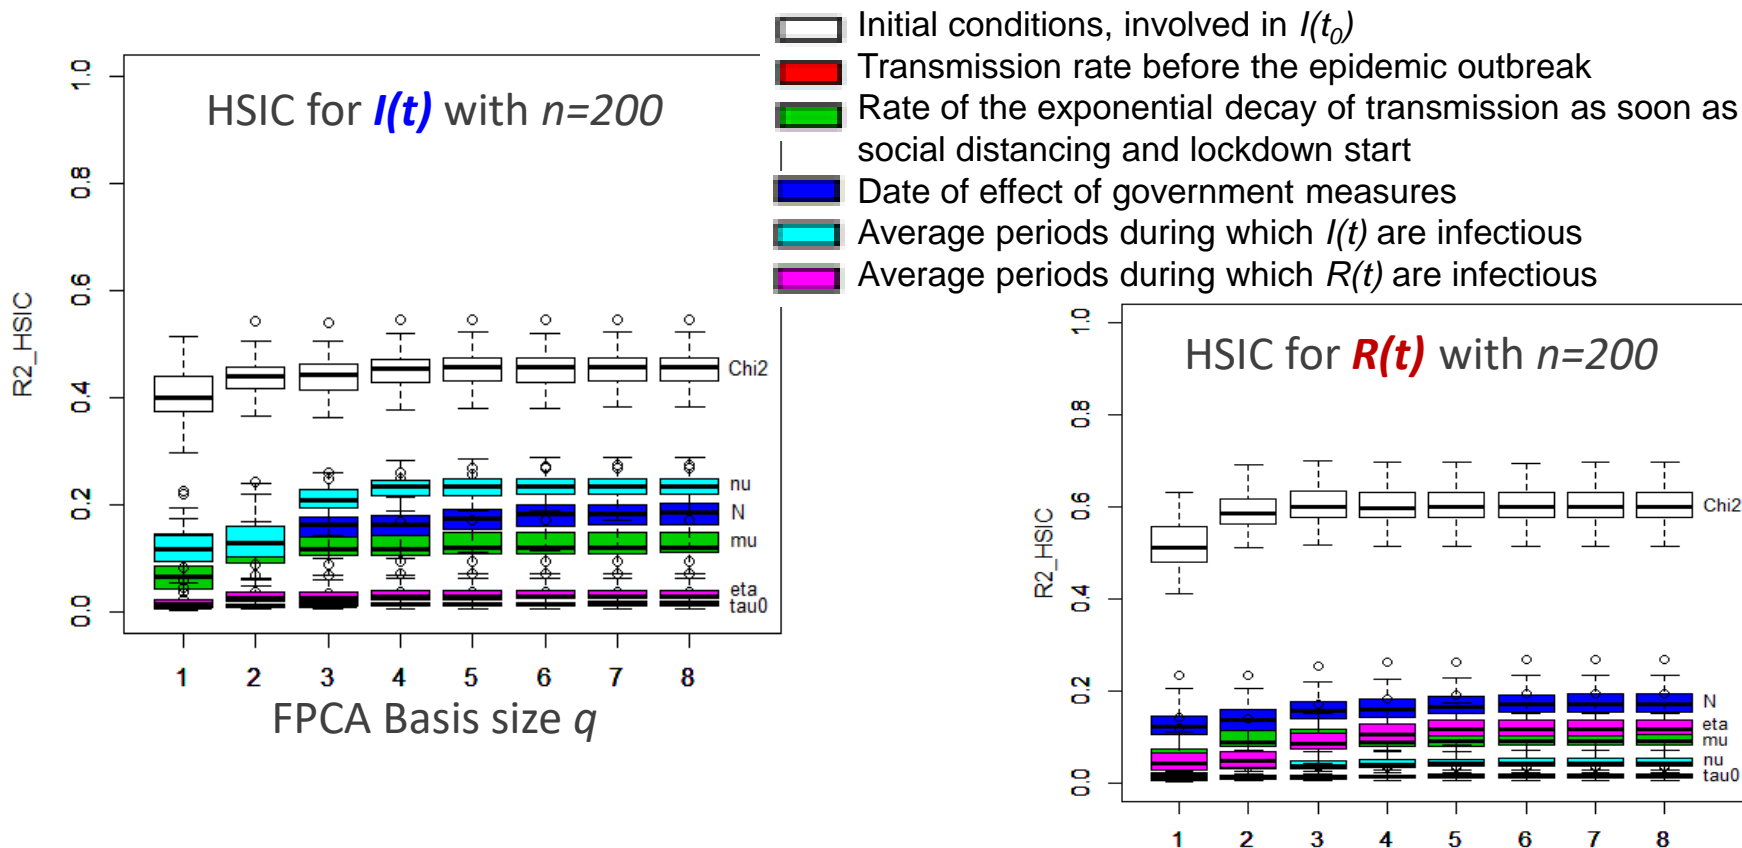 Initial conditions, involved in I(t0)
Transmission rate before the epidemic outbreak
Rate of the exponential decay of transmission as soon as
social distancing and lockdown start
Date of effect of government measures
Average periods during which I(t) are infectious
Average periods during which R(t) are infectious
HSIC for I(t) with n=200
R2_HSIC
1.0
0.8
0.6
0.4
0.2
0.0
Chi2
nu
N
mu
eta
tau0
1 2 3 4 5 6 7 8
FPCA Basis size q
HSIC for R(t) with n=200
R2_HSIC
1.0
0.8
0.6
0.4
0.2
0.0
Chi2
N
eta
mu
nu
tau0
1 2 3 4 5 6 7 8